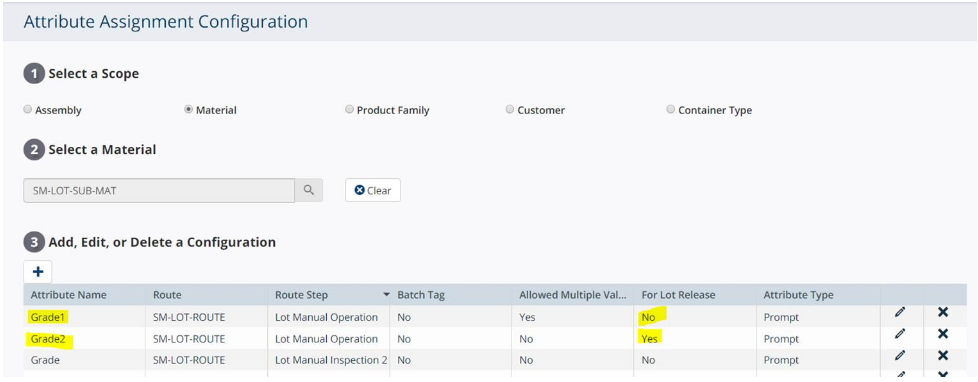 Attribute Assignment Configuration
1 Select a Scope
Assembly Material Product Family Customer Container Type
2 Select a Material
SM-LOT-SUB-MAT Clear
3 Add, Edit, or Delete a Configuration
+
Attribute Name Route Route Step Batch Tag Allowed Multiple Val... For Lot Release Attribute Type
Grade1 SM-LOT-ROUTE Lot Manual Operation No Yes No Prompt
Grade2 SM-LOT-ROUTE Lot Manual Operation No No Yes Prompt
Grade SM-LOT-ROUTE Lot Manual Inspection 2 No No No Prompt